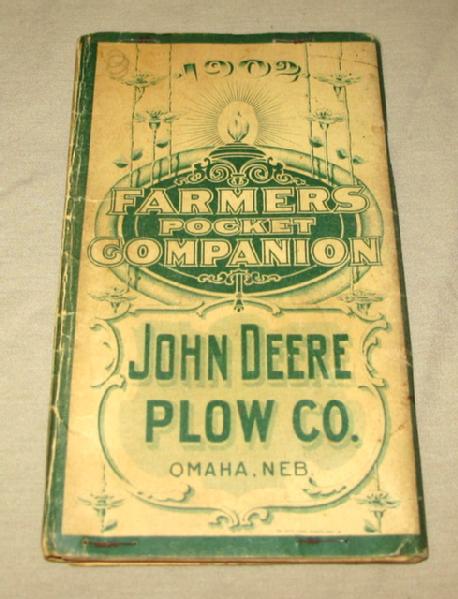 1902
FARMERS
POCKET
COMPANION
JOHN DEERE
PLOW CO.
OMAHA, NEB.